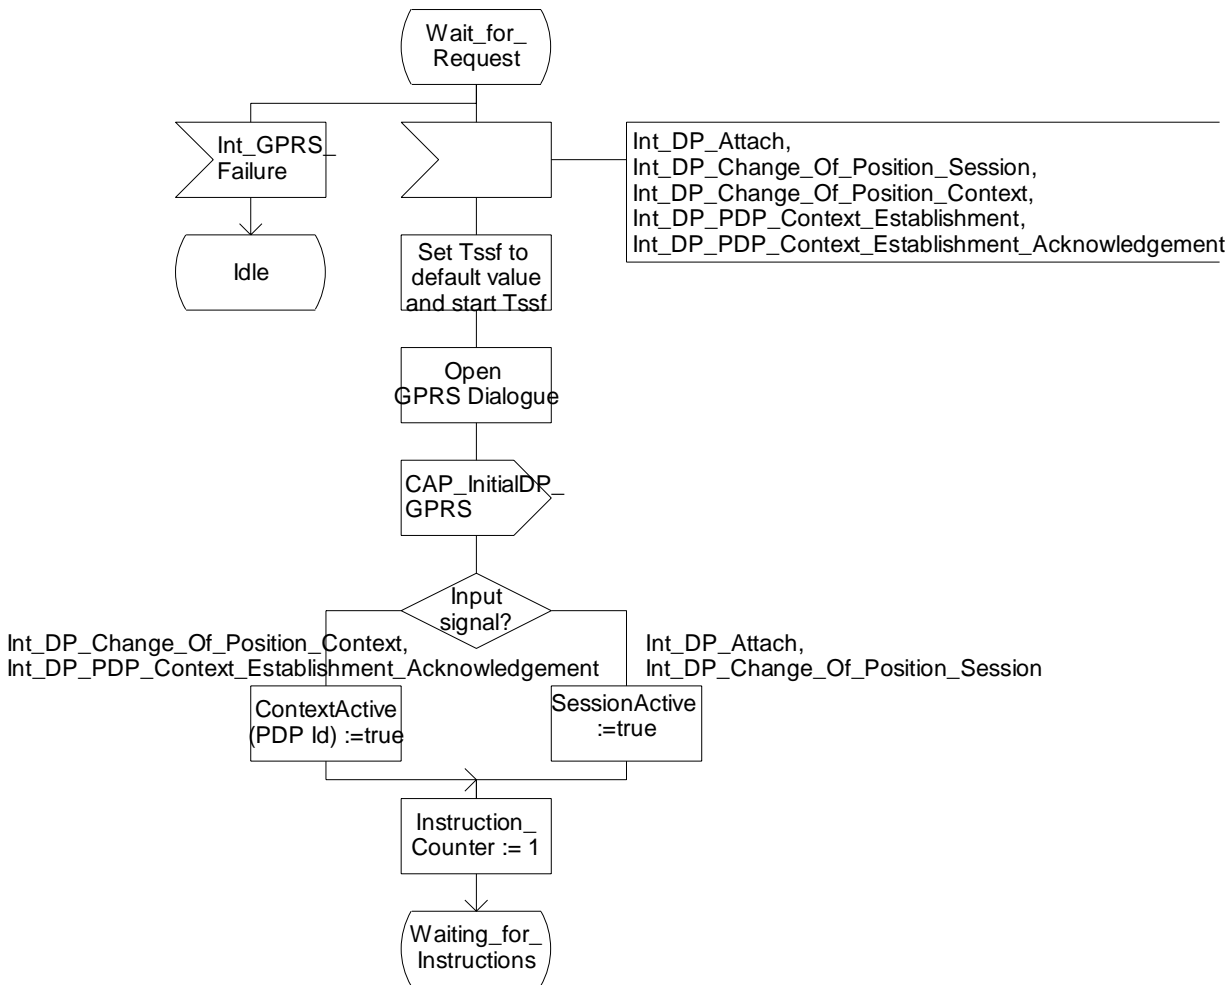 Wait_for_
Request
Int_GPRS_
Failure
Int_DP_Attach,
Int_DP_Change_Of_Position_Session,
Int_DP_Change_Of_Position_Context,
Int_DP_PDP_Context_Establishment,
Int_DP_PDP_Context_Establishment_Acknowledgement
Idle
Set Tssf to
default value
and start Tssf
Open
GPRS Dialogue
CAP_InitialDP_
GPRS
Input
signal?
Int_DP_Change_Of_Position_Context,
Int_DP_PDP_Context_Establishment_Acknowledgement
Int_DP_Attach,
Int_DP_Change_Of_Position_Session
ContextActive
(PDP Id) :=true
SessionActive
:=true
Instruction_
Counter := 1
Waiting_for_
Instructions